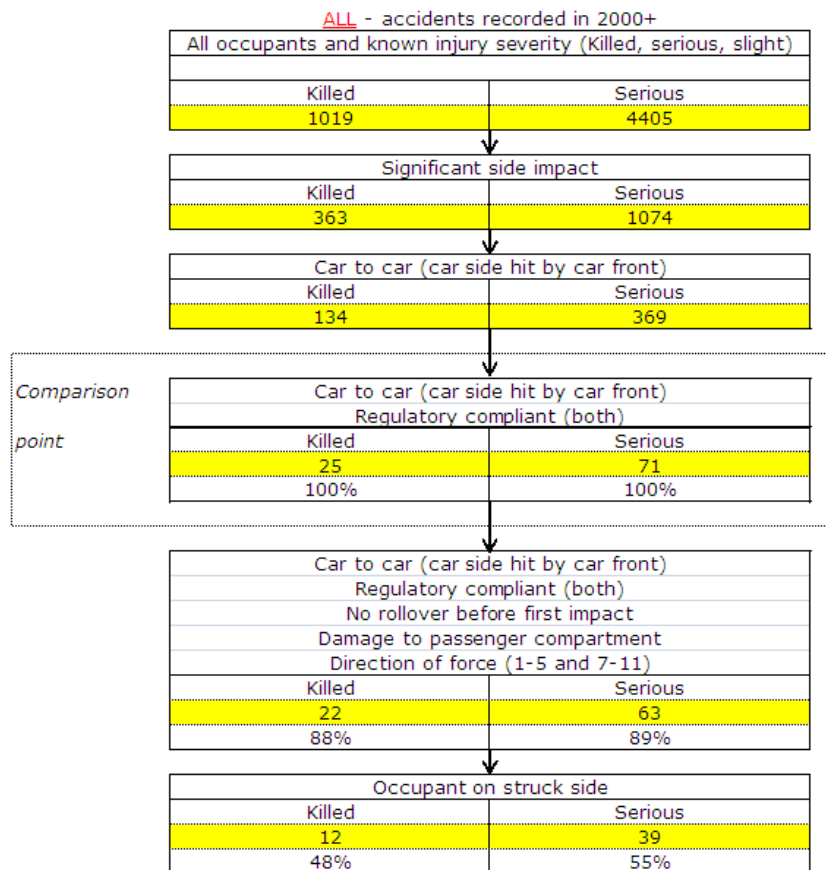 ALL - accidents recorded in 2000+
All occupants and known injury severity (Killed, serious, slight)
Killed Serious
1019 4405
Significant side impact
Killed Serious
363 1074
Car to car (car side hit by car front)
Killed Serious
134 369
Comparison
point
Car to car (car side hit by car front)
Regulatory compliant (both)
Killed Serious
25 71
100% 100%
Car to car (car side hit by car front)
Regulatory compliant (both)
No rollover before first impact
Damage to passenger compartment
Direction of force (1-5 and 7-11)
Killed Serious
22 63
88% 89%
Occupant on struck side
Killed Serious
12 39
48% 55%